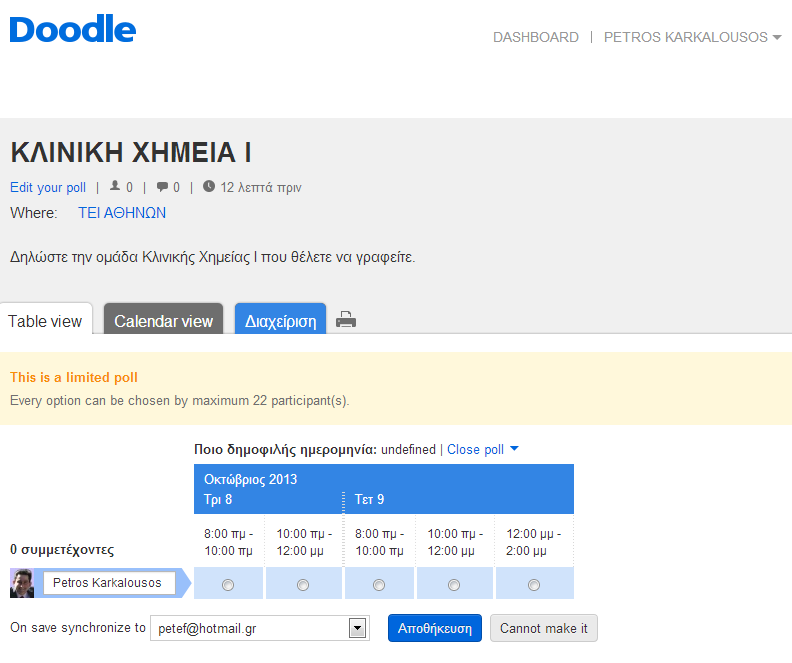 Doodle
DASHBOARD | PETROS KARKALOUSOS
ΚΛΙΝΙΚΗ ΧΗΜΕΙΑ Ι
Edit your poll | 0 | 0 | 12 λεπτά πριν
Where: ΤΕΙ ΑΘΗΝΩΝ
Δηλώστε την ομάδα Κλινικής Χημείας Ι που θέλετε να γραφείτε.
Table view Calendar view Διαχείριση
This is a limited poll
Every option can be chosen by maximum 22 participant(s).
Ποιο δημοφιλής ημερομηνία: undefined | Close poll
Οκτώβριος 2013
Τρι 8 Τετ 9
8:00 πμ - 10:00 πμ - 8:00 πμ - 10:00 πμ - 12:00 μμ -
10:00 πμ 12:00 μμ 10:00 πμ 12:00 μμ 2:00 μμ
0 συμμετέχοντες
Petros Karkalousos
On save synchronize to petef@hotmail.gr Αποθήκευση Cannot make it